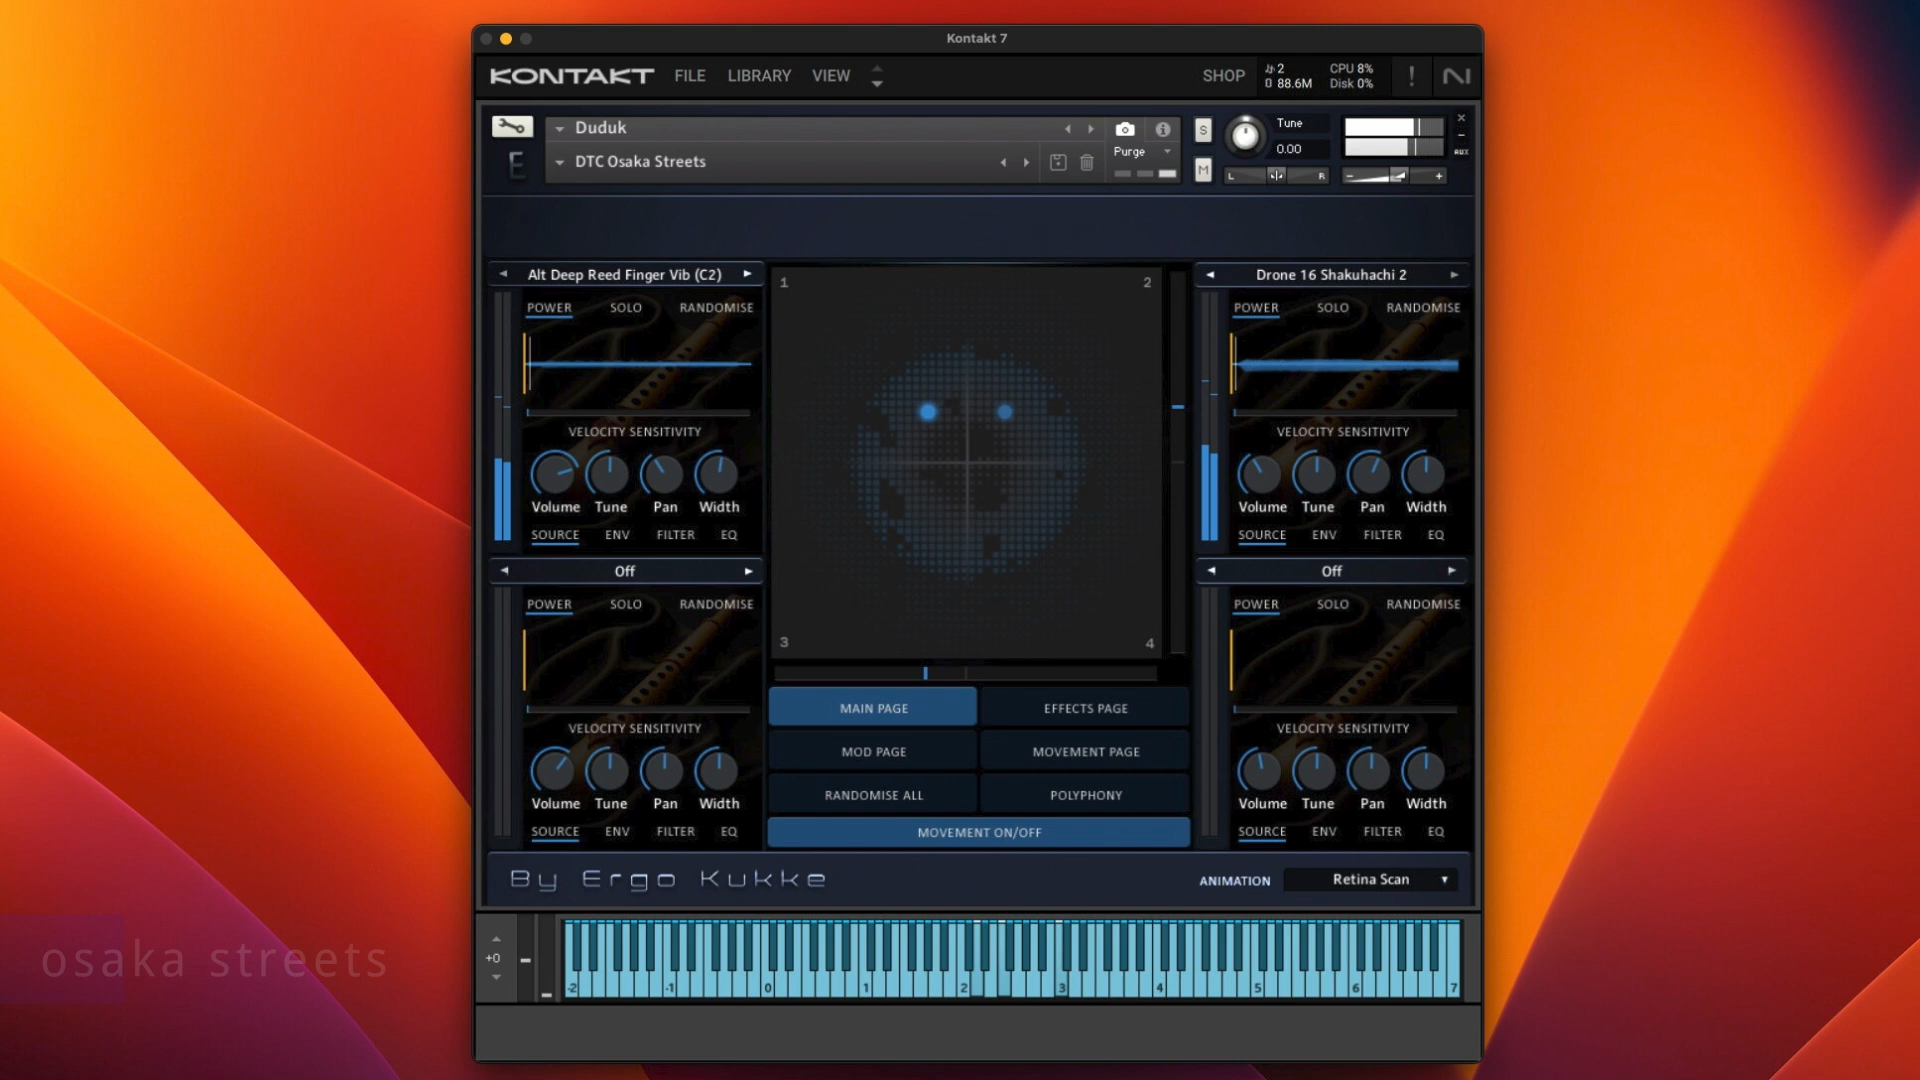 Kontakt 7
KONTAKT FILE LIBRARY VIEW SHOP 2 CPU 8%
88.6M Disk 0%
Duduk
S Tune
Purge 0.00
AUX
E DTC Osaka Streets
M L R - +
Alt Deep Reed Finger Vib (C2)
POWER SOLO RANDOMISE
VELOCITY SENSITIVITY
Volume Tune Pan Width
SOURCE ENV FILTER EQ
Off
POWER SOLO RANDOMISE
VELOCITY SENSITIVITY
Volume Tune Pan Width
SOURCE ENV FILTER EQ
1 2
3 4
MAIN PAGE EFFECTS PAGE
MOD PAGE MOVEMENT PAGE
RANDOMISE ALL POLYPHONY
MOVEMENT ON/OFF
Drone 16 Shakuhachi 2
POWER SOLO RANDOMISE
VELOCITY SENSITIVITY
Volume Tune Pan Width
SOURCE ENV FILTER EQ
Off
POWER SOLO RANDOMISE
VELOCITY SENSITIVITY
Volume Tune Pan Width
SOURCE ENV FILTER EQ
By Ergo Kukke ANIMATION Retina Scan
+0
-2 -1 0 1 2 3 4 5 6 7
osaka streets